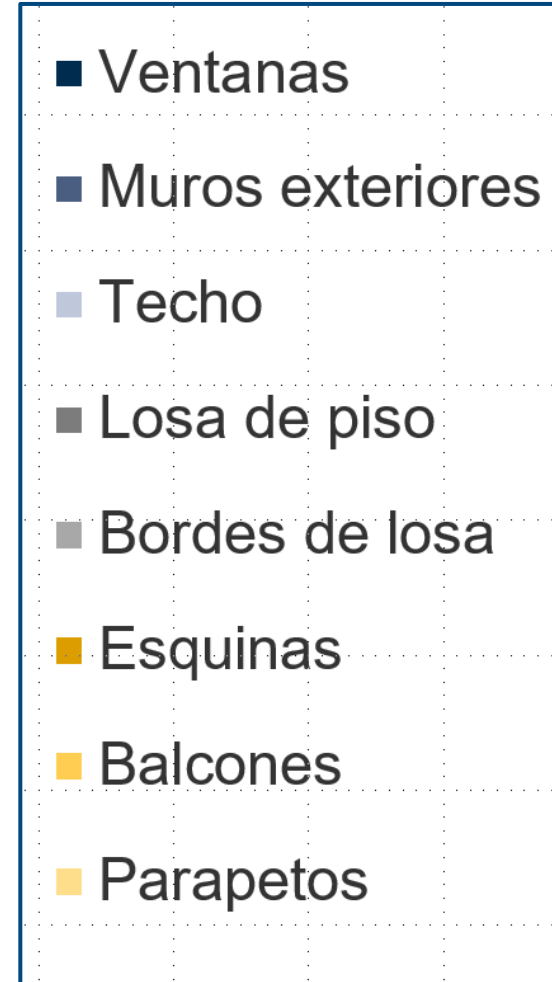 Ventanas
Muros exteriores
Techo
Losa de piso
Bordes de losa
Esquinas
Balcones
Parapetos